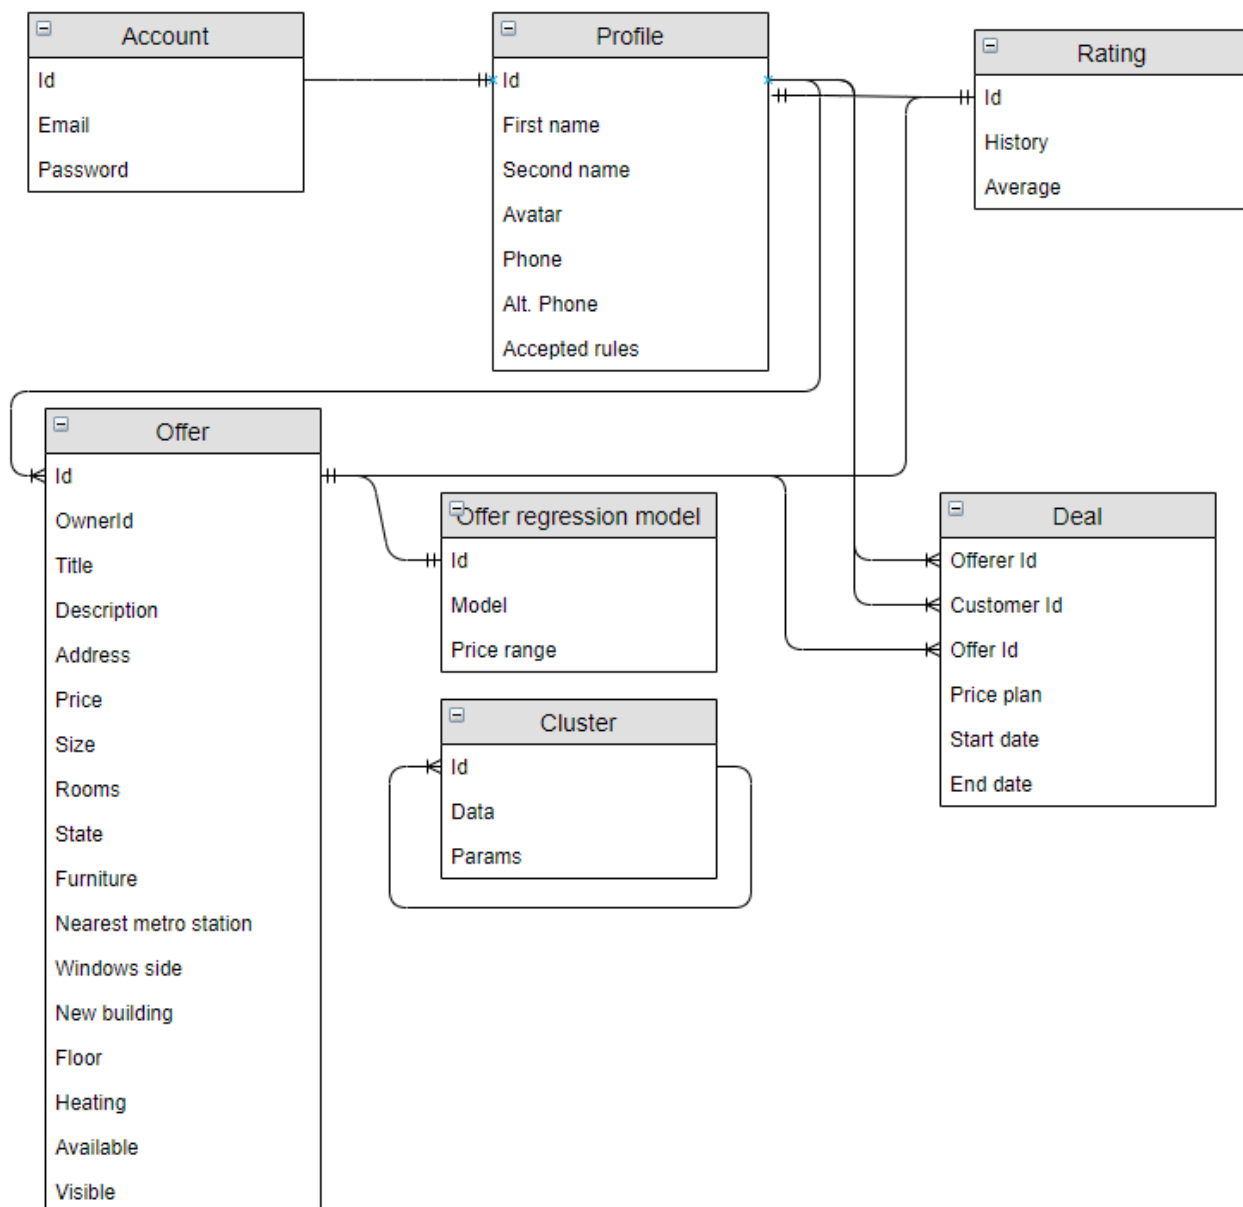 Account
Id
Email
Password
Profile
Id
First name
Second name
Avatar
Phone
Alt. Phone
Accepted rules
Rating
Id
History
Average
Offer
Id
OwnerId
Title
Description
Address
Price
Size
Rooms
State
Furniture
Nearest metro station
Windows side
New building
Floor
Heating
Available
Visible
Offer regression model
Id
Model
Price range
Cluster
Id
Data
Params
Deal
Offerer Id
Customer Id
Offer Id
Price plan
Start date
End date